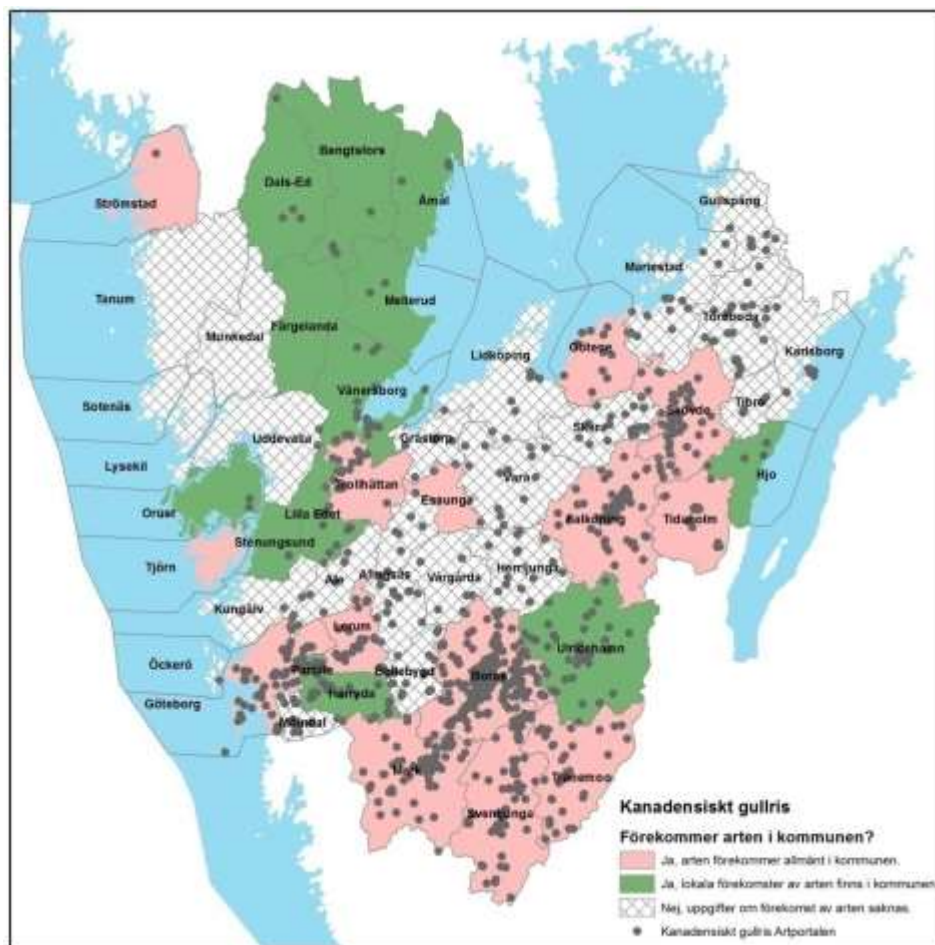 Bengtsfors
Dals-Ed
Åmål
Strömstad
Gullspång
Mariestad
Tanum
Mellerud
Munkedal
Färgelanda
Töreboda
Götene
Karlsborg
Lidköping
Vänersborg
Sotenäs
Tibro
Skövde
Skara
Uddevalla
Grästorp
Lysekil
Hjo
Vara
Trollhättan
Essunga
Orust
Lilla Edet
Falköping
Tidaholm
Stenungsund
Tjörn
Herrljunga
Ale
Alingsås
Vårgårda
Kungälv
Lerum
Ulricehamn
Öckerö
Partille
Bollebygd
Borås
Härryda
Göteborg
Mölndal
Mark
Tranemo
Svenljunga
Kanadensiskt gullris
Förekommer arten i kommunen?
Ja, arten förekommer allmänt i kommunen.
Ja, lokala förekomster av arten finns i kommunen
Nej, uppgifter om förekomst av arten saknas.
Kanadensiskt gullris Artportalen